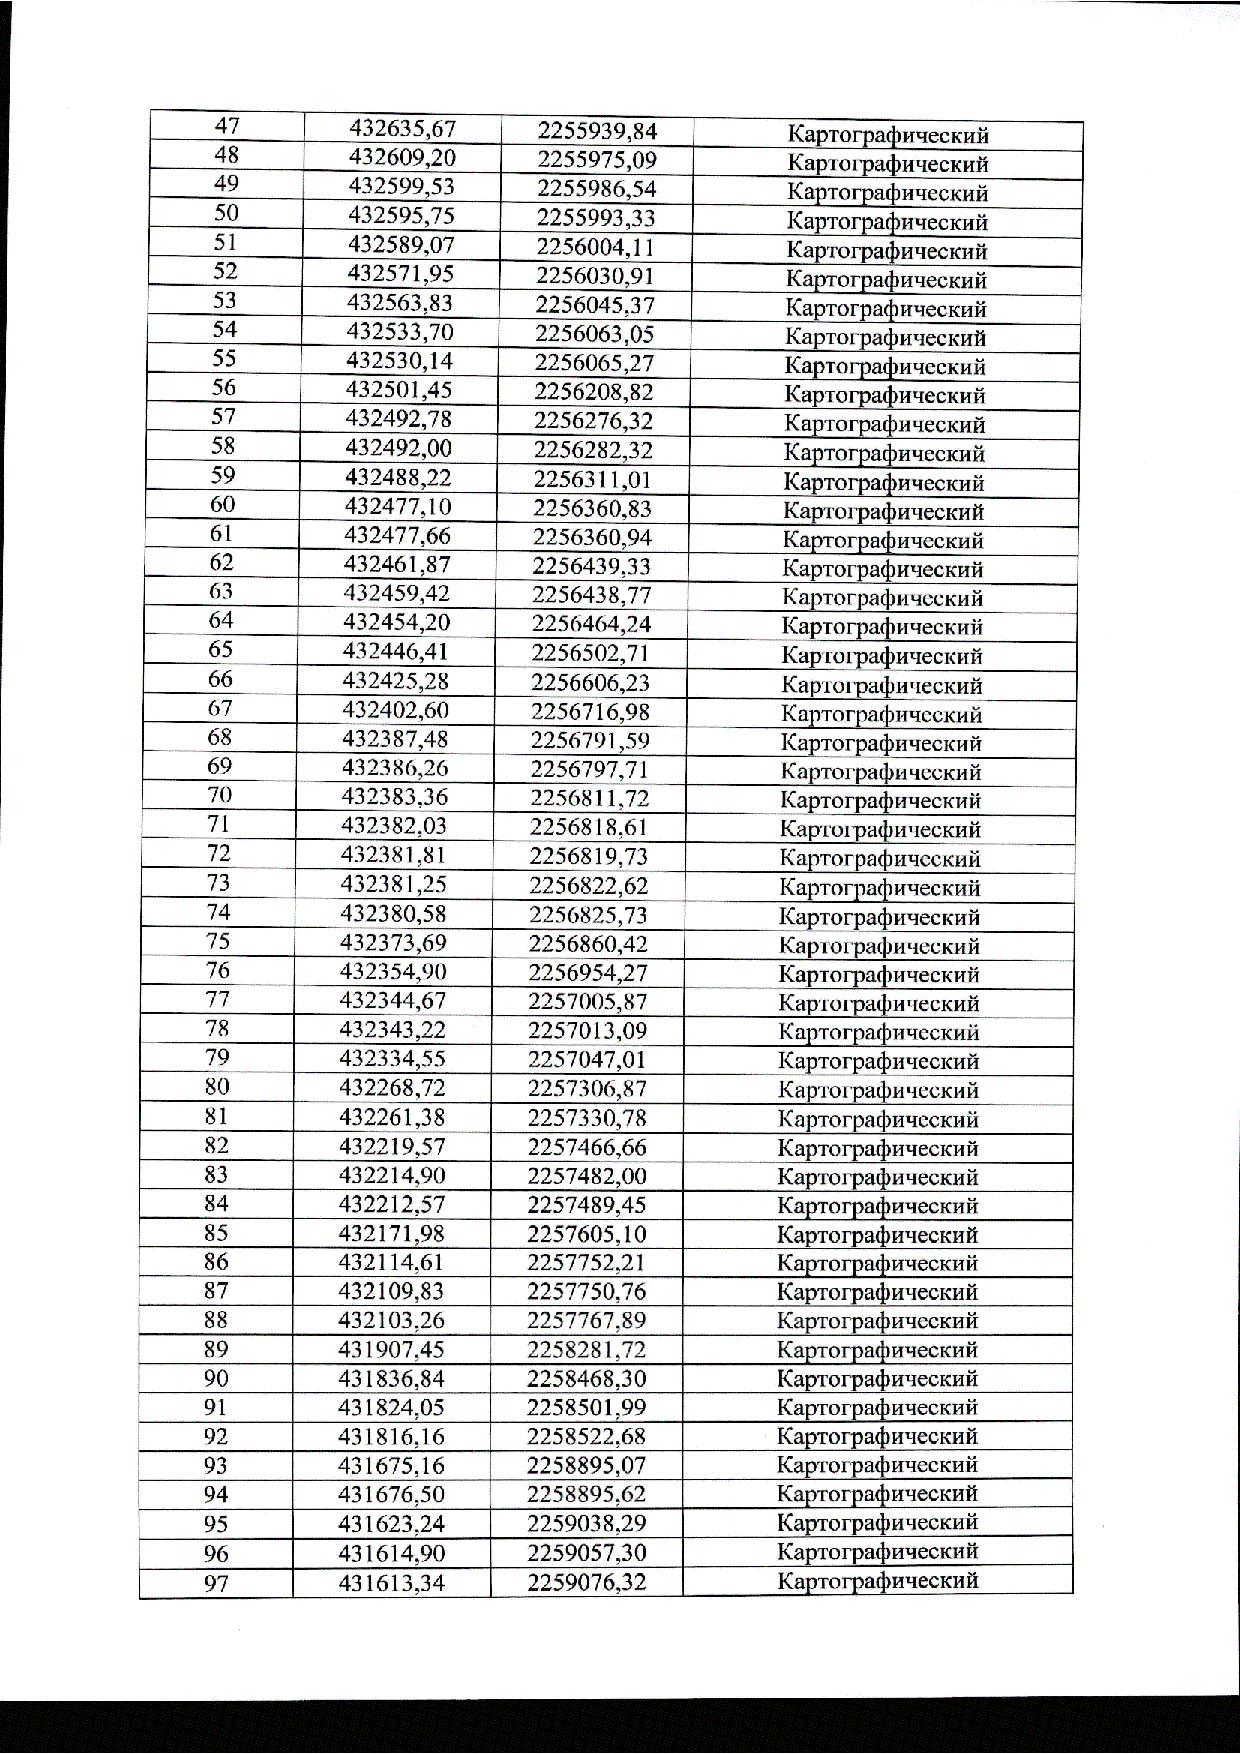 47 432635,67 2255939,84 Картографический
48 432609,20 2255975,09 Картографический
49 432599,53 2255986,54 Картографический
50 432595,75 2255993,33 Картографический
51 432589,07 2256004,11 Картографический
52 432571,95 2256030,91 Картографический
53 432563,83 2256045,37 Картографический
54 432533,70 2256063,05 Картографический
55 432530,14 2256065,27 Картографический
56 432501,45 2256208,82 Картографический
57 432492,78 2256276,32 Картографический
58 432492,00 2256282,32 Картографический
59 432488,22 2256311,01 Картографический
60 432477,10 2256360,83 Картографический
61 432477,66 2256360,94 Картографический
62 432461,87 2256439,33 Картографический
63 432459,42 2256438,77 Картографический
64 432454,20 2256464,24 Картографический
65 432446,41 2256502,71 Картографический
66 432425,28 2256606,23 Картографический
67 432402,60 2256716,98 Картографический
68 432387,48 2256791,59 Картографический
69 432386,26 2256797,71 Картографический
70 432383,36 2256811,72 Картографический
71 432382,03 2256818,61 Картографический
72 432381,81 2256819,73 Картографический
73 432381,25 2256822,62 Картографический
74 432380,58 2256825,73 Картографический
75 432373,69 2256860,42 Картографический
76 432354,90 2256954,27 Картографический
77 432344,67 2257005,87 Картографический
78 432343,22 2257013,09 Картографический
79 432334,55 2257047,01 Картографический
80 432268,72 2257306,87 Картографический
81 432261,38 2257330,78 Картографический
82 432219,57 2257466,66 Картографический
83 432214,90 2257482,00 Картографический
84 432212,57 2257489,45 Картографический
85 432171,98 2257605,10 Картографический
86 432114,61 2257752,21 Картографический
87 432109,83 2257750,76 Картографический
88 432103,26 2257767,89 Картографический
89 431907,45 2258281,72 Картографический
90 431836,84 2258468,30 Картографический
91 431824,05 2258501,99 Картографический
92 431816,16 2258522,68 Картографический
93 431675,16 2258895,07 Картографический
94 431676,50 2258895,62 Картографический
95 431623,24 2259038,29 Картографический
96 431614,90 2259057,30 Картографический
97 431613,34 2259076,32 Картографический